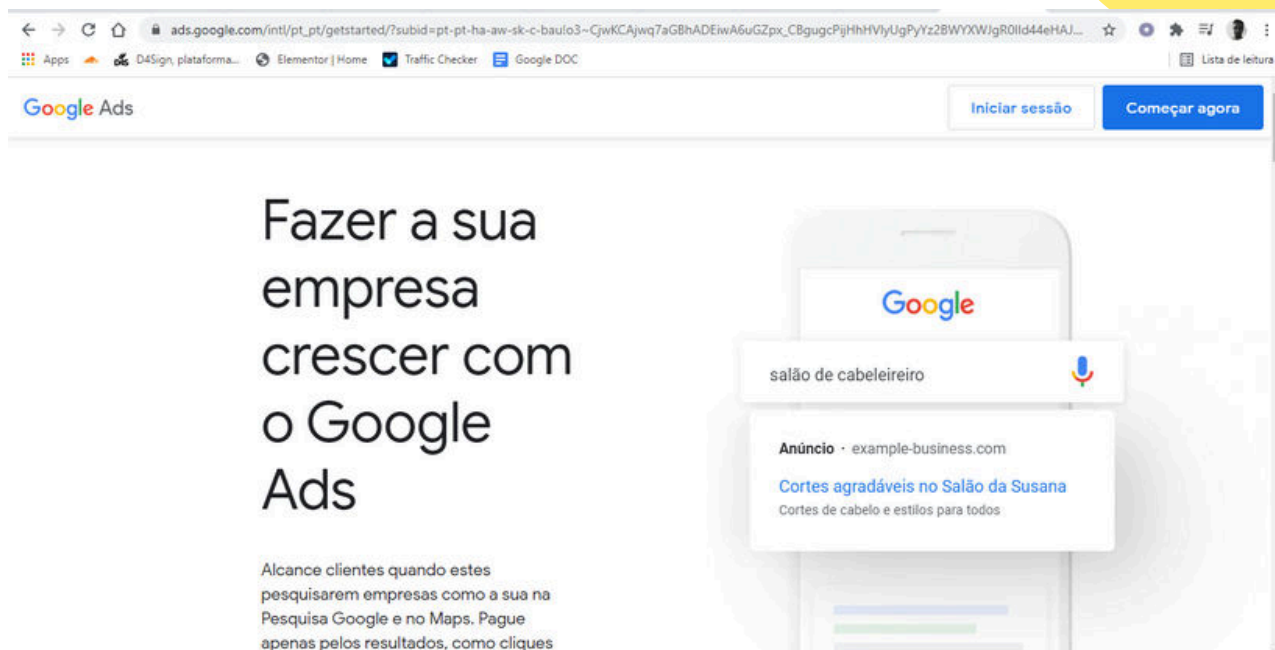 ads.google.com/intl/pt_pt/getstarted/?subid=pt-pt-ha-aw-sk-c-baulo3~CjwKCAjwq7aGBhADEiwA6uGZpx_CBgugcPijHhHVlyUgPyYz2BWYXWJgR0lld44eHAJ...
Apps D4Sign, plataforma... Elementor | Home Traffic Checker Google DOC Lista de leitura
Google Ads Iniciar sessão Começar agora
Fazer a sua
empresa
crescer com
o Google
Ads
Google
salão de cabeleireiro
Anúncio · example-business.com
Cortes agradáveis no Salão da Susana
Cortes de cabelo e estilos para todos
Alcance clientes quando estes
pesquisarem empresas como a sua na
Pesquisa Google e no Maps. Pague
apenas pelos resultados, como cliques